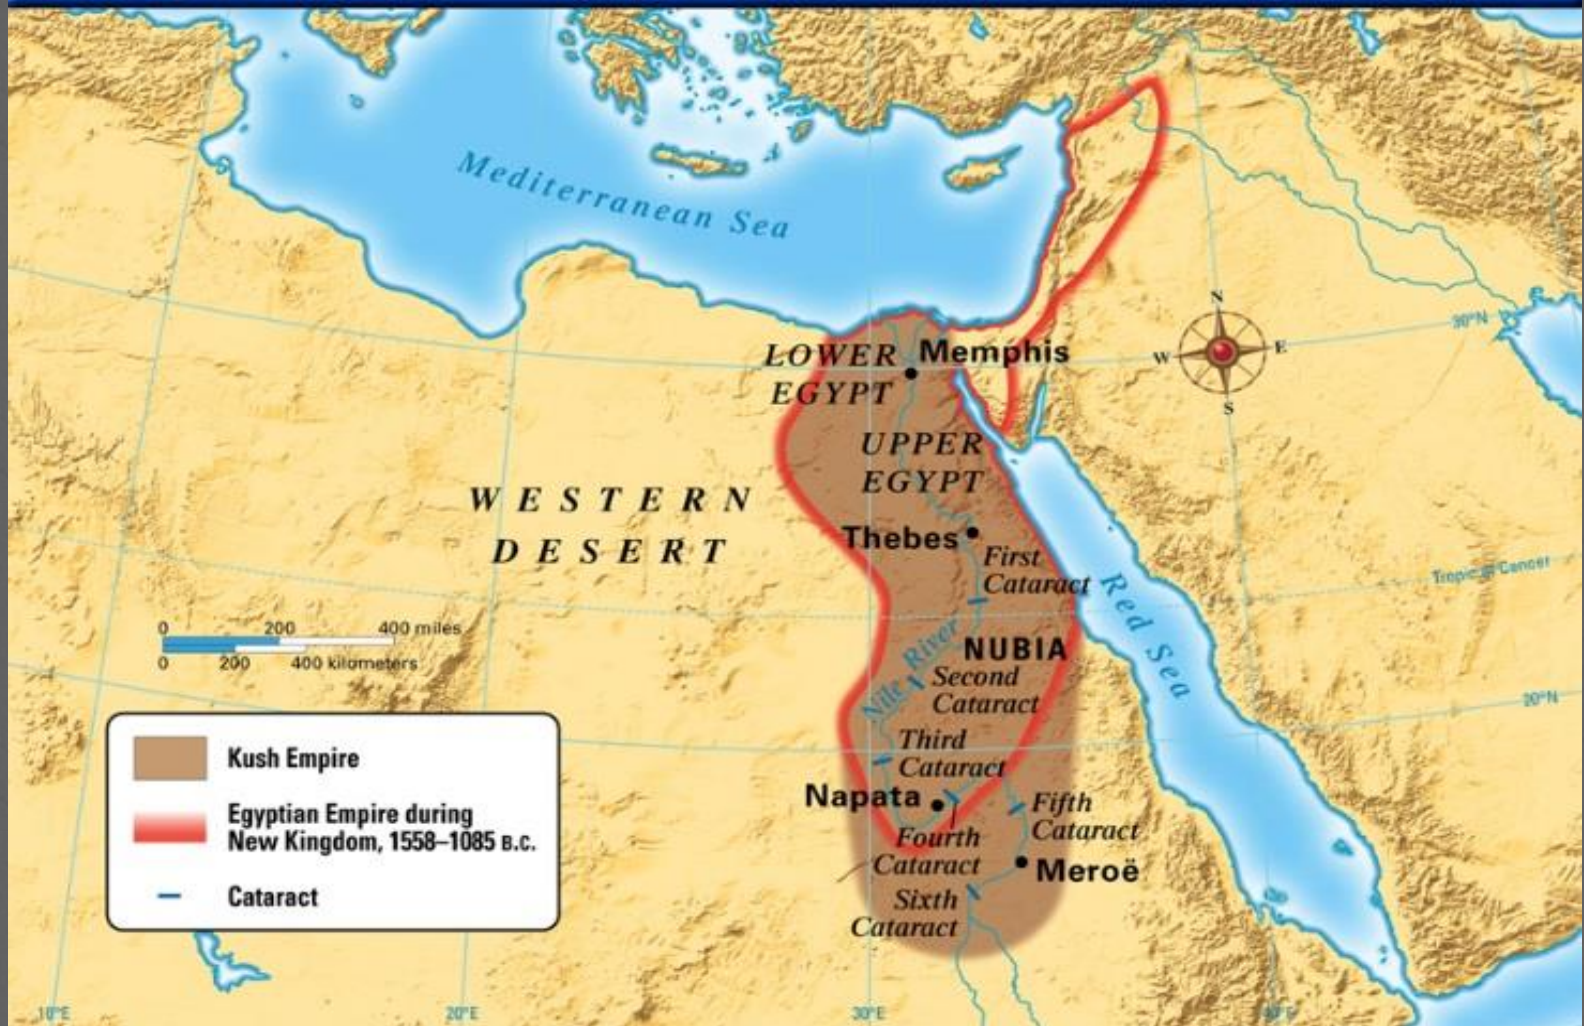 Mediterranean Sea
N
W
E
S
30°N
LOWER
EGYPT
Memphis
UPPER
EGYPT
WESTERN
DESERT
Thebes
First
Cataract
Red Sea
Tropic of Cancer
0 200 400 miles
0 200 400 kilometers
Nile River
NUBIA
Second
Cataract
20°N
Third
Cataract
Napata
Fourth
Cataract
Fifth
Cataract
Meroë
Sixth
Cataract
Kush Empire
Egyptian Empire during
New Kingdom, 1558–1085 B.C.
Cataract
10°E
20°E
30°E
40°E